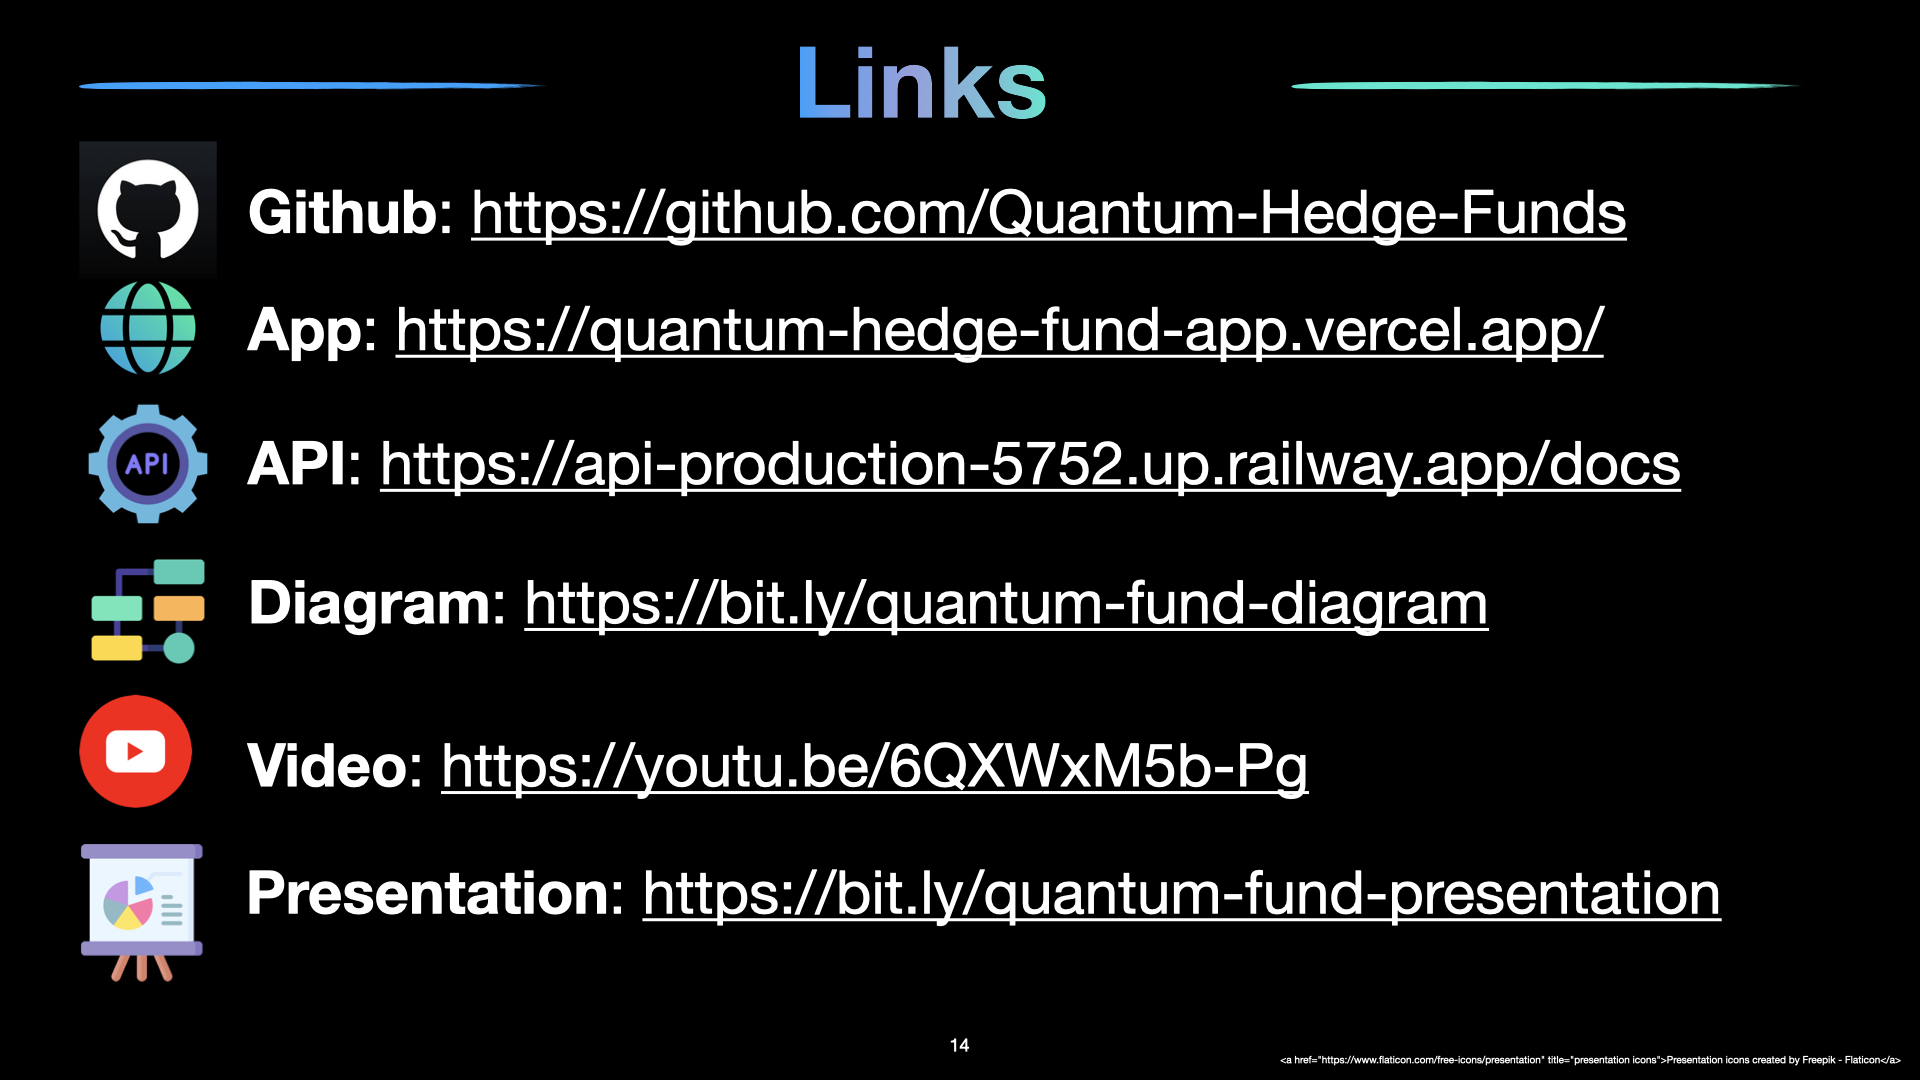 Links
Github: https://github.com/Quantum-Hedge-Funds
App: https://quantum-hedge-fund-app.vercel.app/
API
API: https://api-production-5752.up.railway.app/docs
Diagram: https://bit.ly/quantum-fund-diagram
Video: https://youtu.be/6QXWxM5b-Pg
Presentation: https://bit.ly/quantum-fund-presentation
14
<a href="https://www.flaticon.com/free-icons/presentation" title="presentation icons">Presentation icons created by Freepik - Flaticon</a>